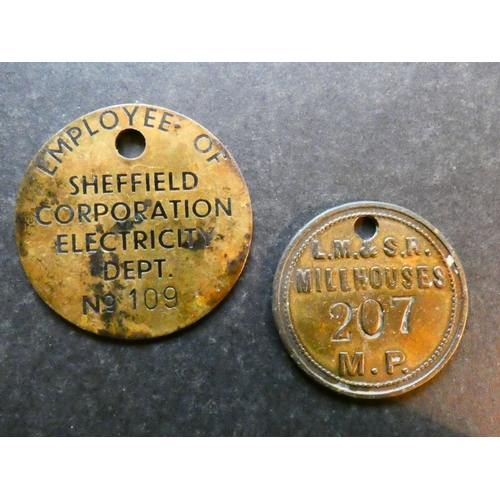 EMPLOYEE OF
SHEFFIELD
CORPORATION
ELECTRICITY
DEPT.
No 109
L.M.& S.R.
MILLHOUSES
207
M.P.